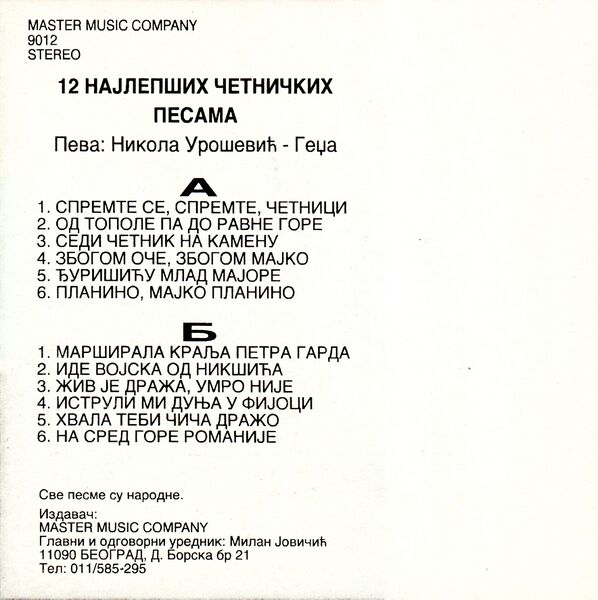 MASTER MUSIC COMPANY
9012
STEREO
12 НАЈЛЕПШИХ ЧЕТНИЧКИХ
ПЕСАМА
Пева: Никола Урошевић - Геџа
А
1. СПРЕМТЕ СЕ, СПРЕМТЕ, ЧЕТНИЦИ
2. ОД ТОПОЛЕ ПА ДО РАВНЕ ГОРЕ
3. СЕДИ ЧЕТНИК НА КАМЕНУ
4. ЗБОГОМ ОЧЕ, ЗБОГОМ МАЈКО
5. ЂУРИШИЋУ МЛАД МАЈОРЕ
6. ПЛАНИНО, МАЈКО ПЛАНИНО
Б
1. МАРШИРАЛА КРАЉА ПЕТРА ГАРДА
2. ИДЕ ВОЈСКА ОД НИКШИЋА
3. ЖИВ ЈЕ ДРАЖА, УМРО НИЈЕ
4. ИСТРУЛИ МИ ДУЊА У ФИЈОЦИ
5. ХВАЛА ТЕБИ ЧИЧА ДРАЖО
6. НА СРЕД ГОРЕ РОМАНИЈЕ
Све песме су народне.
Издавач:
MASTER MUSIC COMPANY
Главни и одговорни уредник: Милан Јовичић
11090 БЕОГРАД, Д. Борска бр 21
Тел: 011/585-295